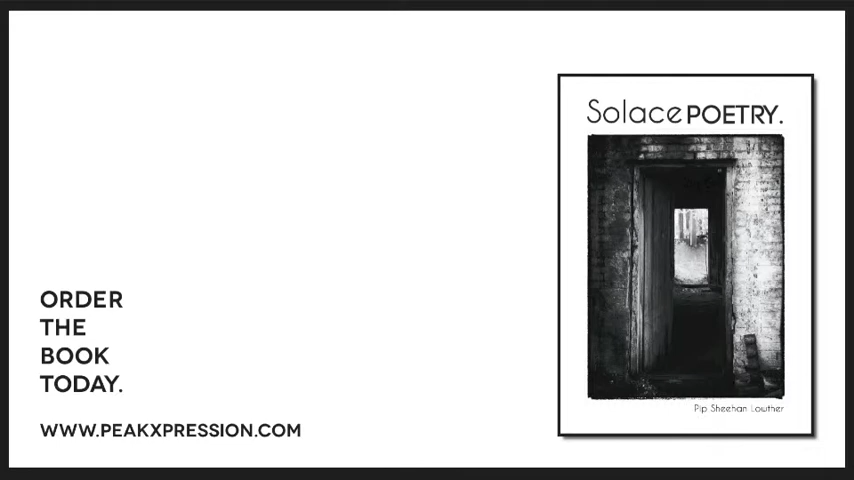 Solace POETRY.
Pip Sheehan Louther
ORDER
THE
BOOK
TODAY.
WWW.PEAKXPRESSION.COM